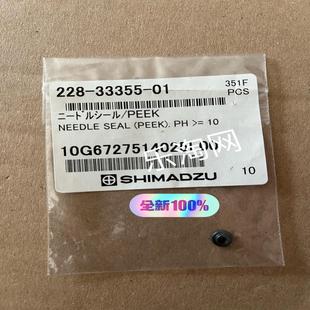 228-33355-01
351F
PCS
ニードルシール/PEEK
NEEDLE SEAL (PEEK), PH >= 10
SHIMADZU
10
全新100%